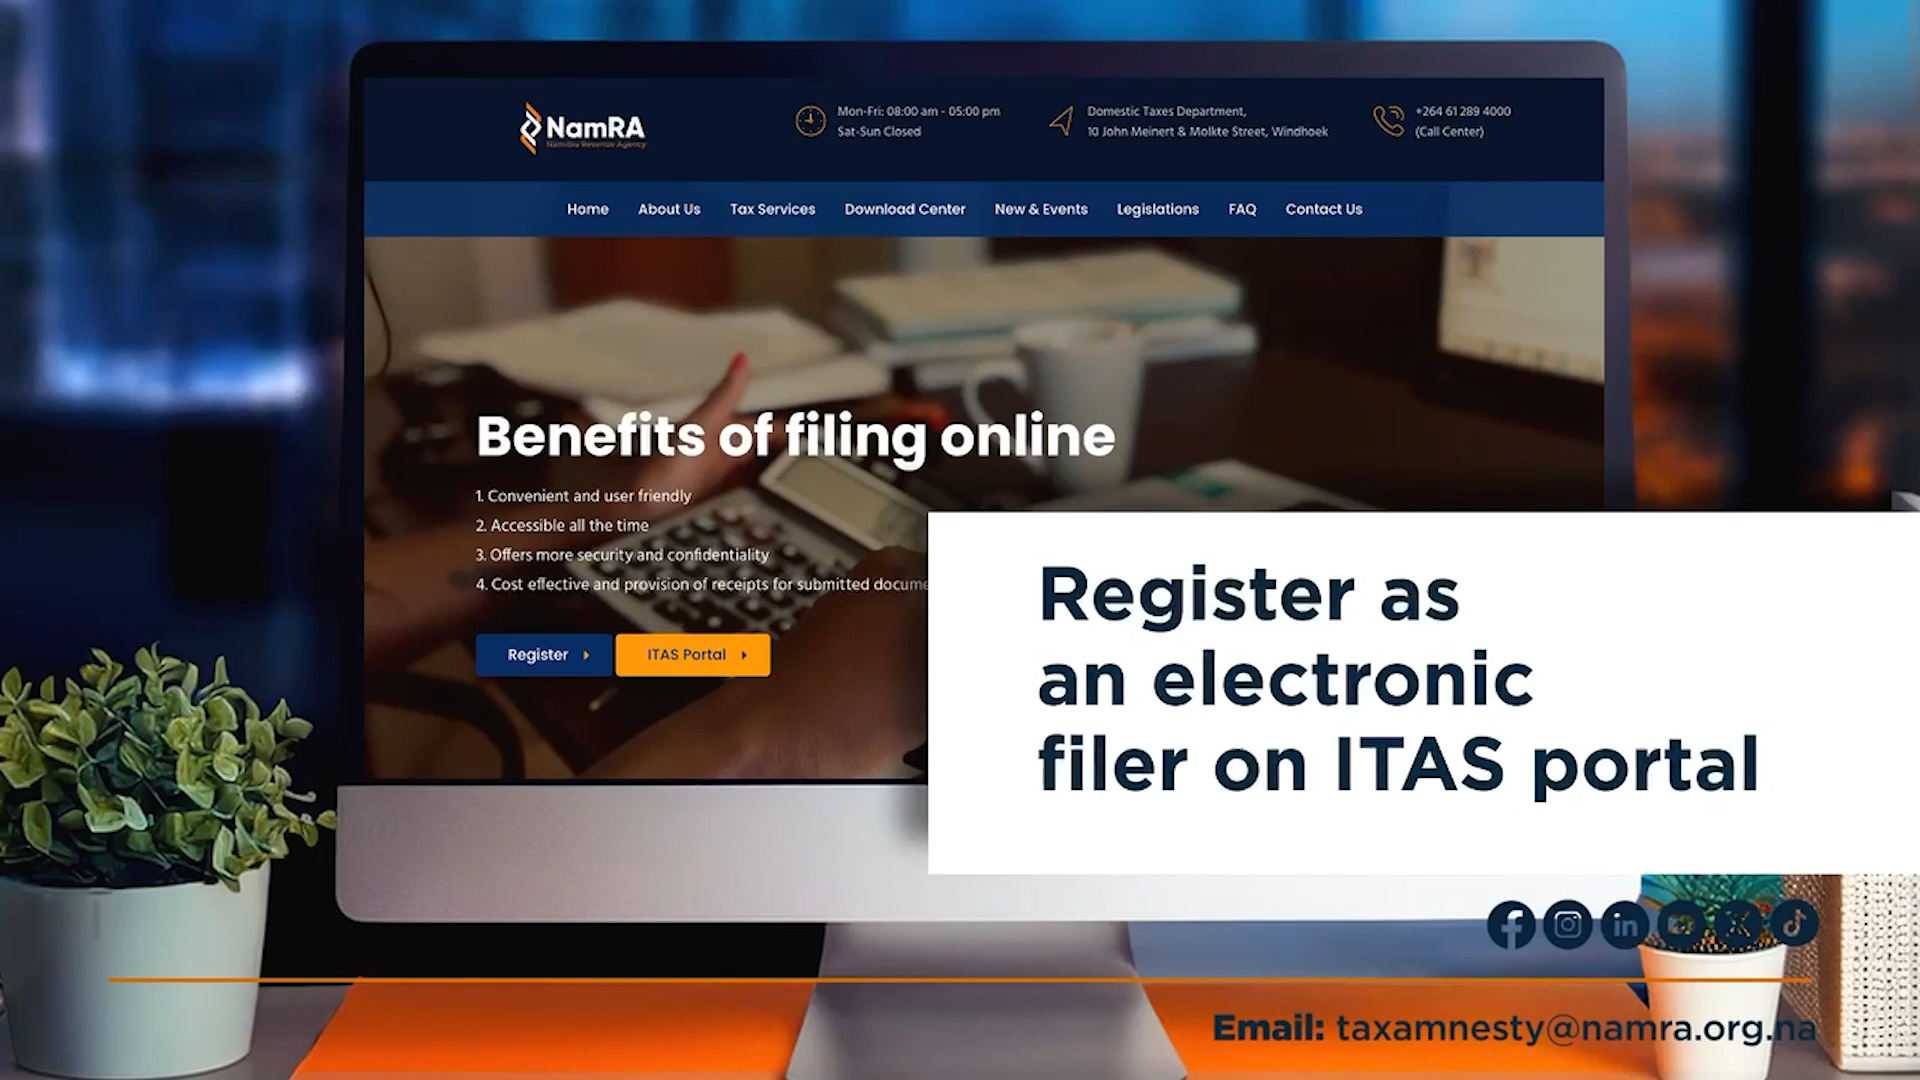 NamRA
Namibia Revenue Agency
Mon-Fri: 08:00 am - 05:00 pm
Sat-Sun Closed
Domestic Taxes Department,
10 John Meinert & Molkte Street, Windhoek
+264 61 289 4000
(Call Center)
Home About Us Tax Services Download Center New & Events Legislations FAQ Contact Us
Benefits of filing online
1. Convenient and user friendly
2. Accessible all the time
3. Offers more security and confidentiality
4. Cost effective and provision of receipts for submitted docume
Register ITAS Portal
Register as
an electronic
filer on ITAS portal
Email: taxamnesty@namra.org.na